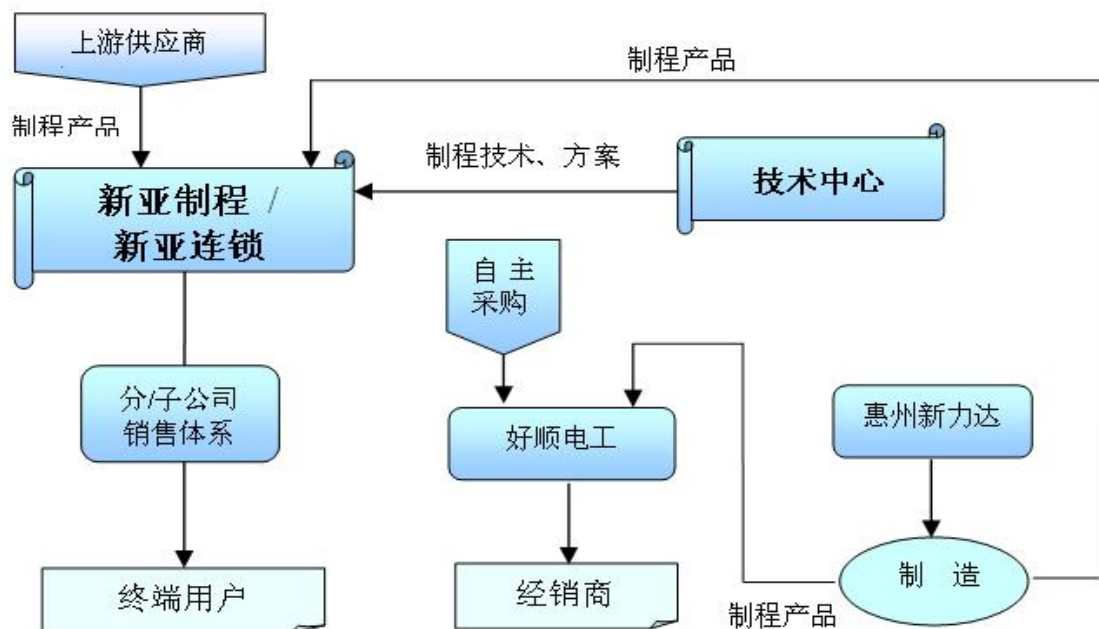 上游供应商
制程产品
制程产品
制程技术、方案
技术中心
新亚制程 /
新亚连锁
自 主
采购
分/子公司
销售体系
好顺电工
惠州新力达
制 造
制程产品
终端用户
经销商